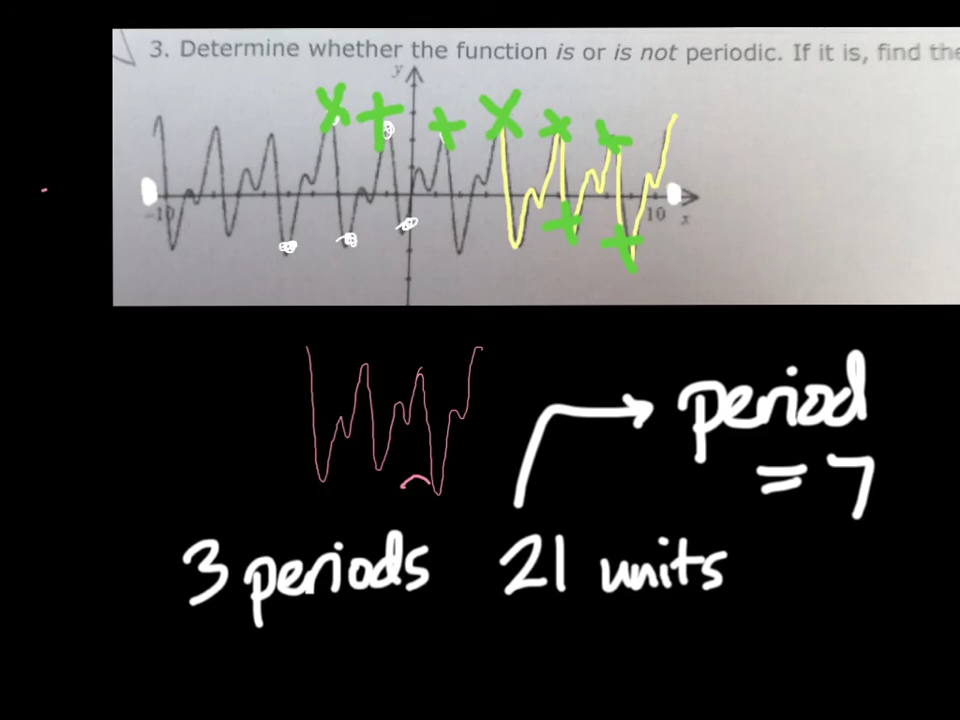 3. Determine whether the function is or is not periodic. If it is, find the
y
-10
10
x
period
= 7
3 periods 21 units